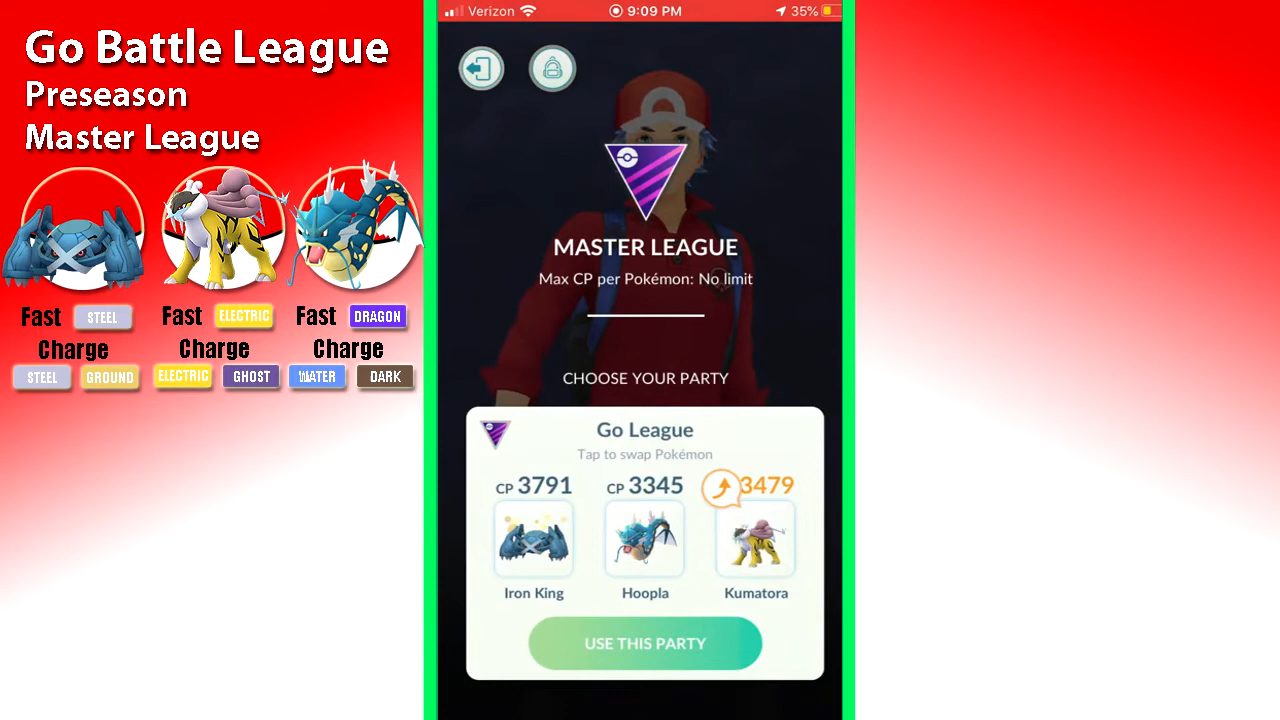 Go Battle League
Preseason
Master League
Fast STEEL
Charge
STEEL GROUND
Fast ELECTRIC
Charge
ELECTRIC GHOST
Fast DRAGON
Charge
WATER DARK
Verizon 9:09 PM 35%
MASTER LEAGUE
Max CP per Pokémon: No limit
CHOOSE YOUR PARTY
Go League
Tap to swap Pokémon
CP 3791 CP 3345 3479
Iron King Hoopla Kumatora
USE THIS PARTY